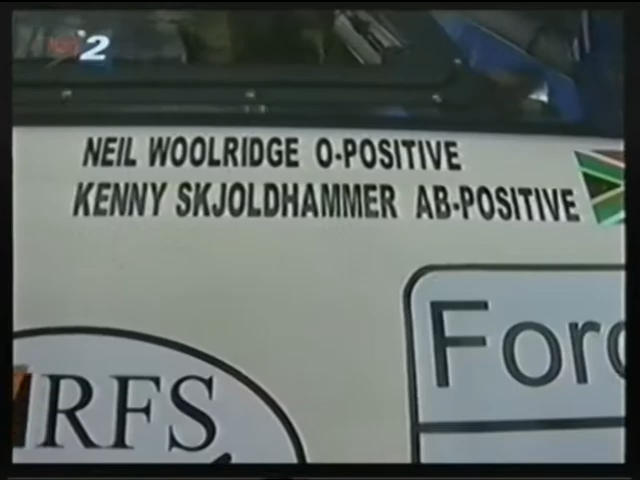 2
NEIL WOOLRIDGE O-POSITIVE
KENNY SKJOLDHAMMER AB-POSITIVE
Ford
RFS